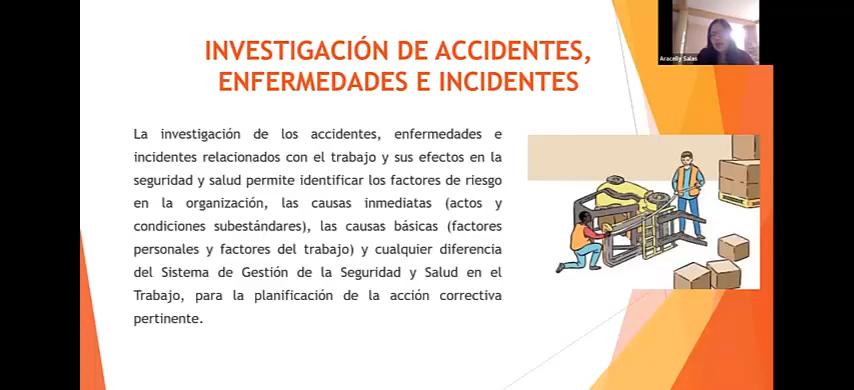 INVESTIGACIÓN DE ACCIDENTES,
ENFERMEDADES E INCIDENTES
Aracelly Salas
La investigación de los accidentes, enfermedades e
incidentes relacionados con el trabajo y sus efectos en la
seguridad y salud permite identificar los factores de riesgo
en la organización, las causas inmediatas (actos y
condiciones subestándares), las causas básicas (factores
personales y factores del trabajo) y cualquier diferencia
del Sistema de Gestión de la Seguridad y Salud en el
Trabajo, para la planificación de la acción correctiva
pertinente.